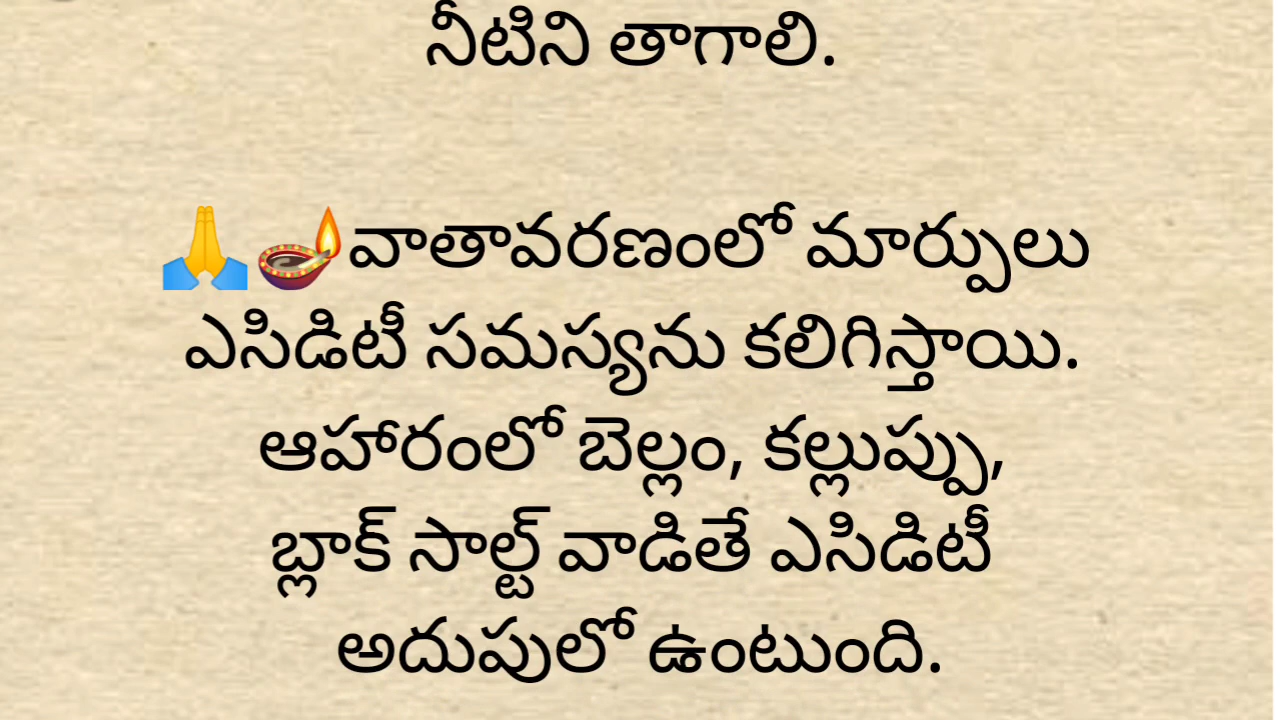 నీటిని తాగాలి.
🙏🪔వాతావరణంలో మార్పులు
ఎసిడిటీ సమస్యను కలిగిస్తాయి.
ఆహారంలో బెల్లం, కల్లుప్పు,
బ్లాక్ సాల్ట్ వాడితే ఎసిడిటీ
అదుపులో ఉంటుంది.